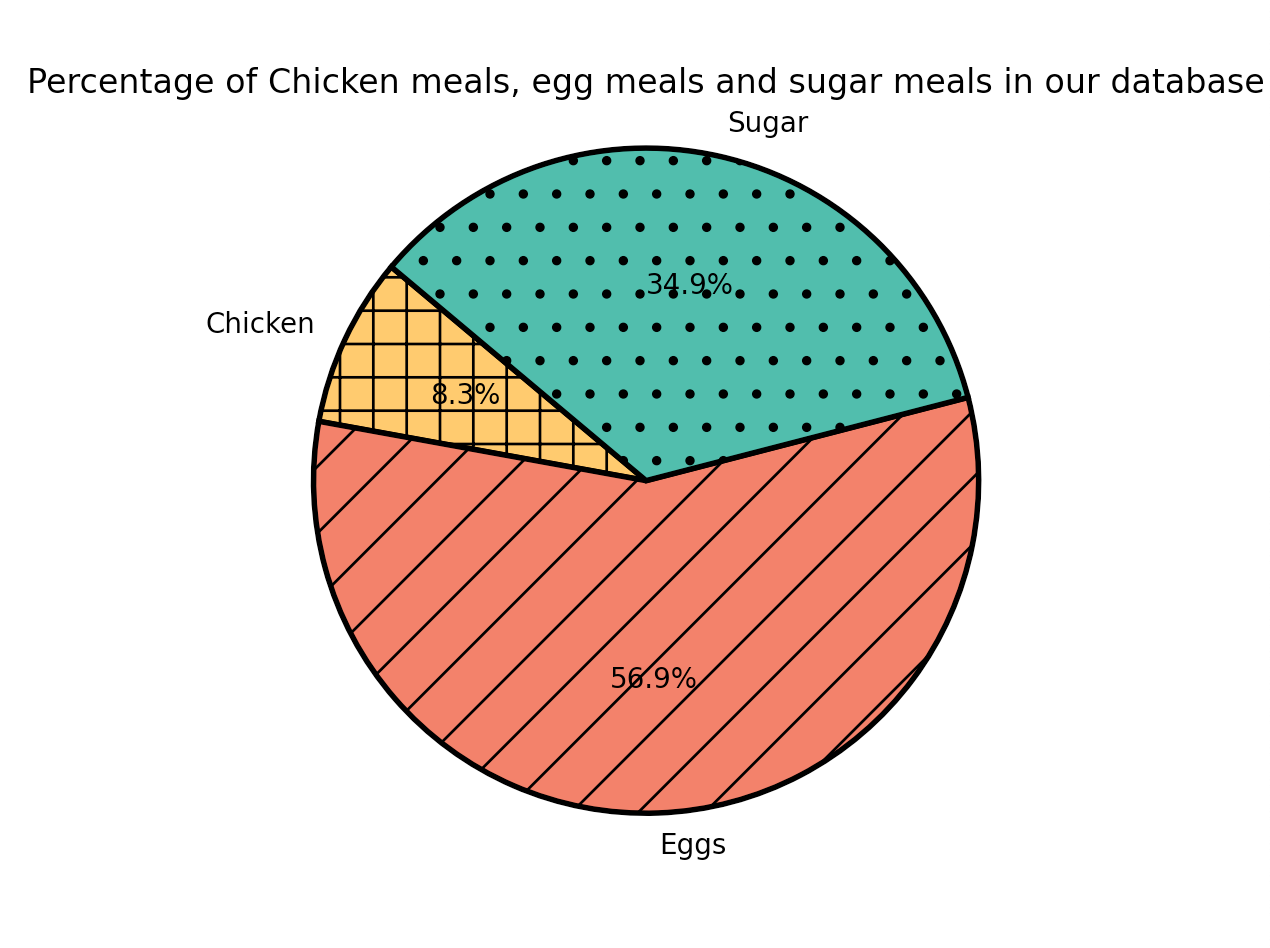 Percentage of Chicken meals, egg meals and sugar meals in our database
Sugar
34.9%
Chicken
8.3%
56.9%
Eggs